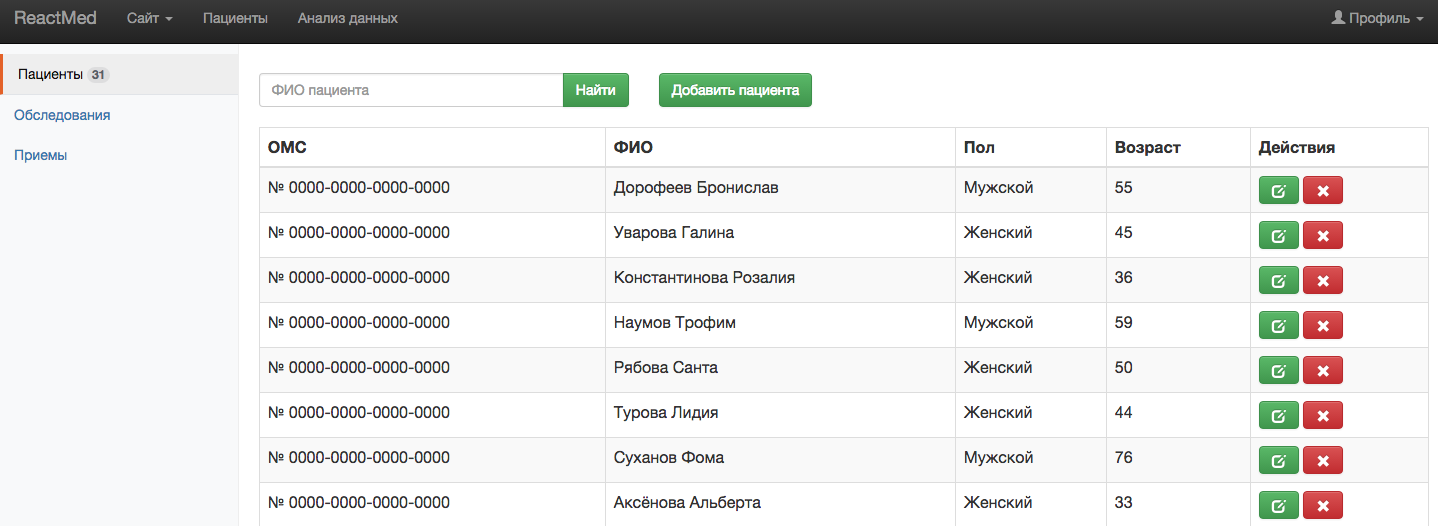 ReactMed Сайт Пациенты Анализ данных Профиль
Пациенты 31
Обследования
Приемы
ФИО пациента Найти Добавить пациента
ОМС ФИО Пол Возраст Действия
№ 0000-0000-0000-0000 Дорофеев Бронислав Мужской 55
№ 0000-0000-0000-0000 Уварова Галина Женский 45
№ 0000-0000-0000-0000 Константинова Розалия Женский 36
№ 0000-0000-0000-0000 Наумов Трофим Мужской 59
№ 0000-0000-0000-0000 Рябова Санта Женский 50
№ 0000-0000-0000-0000 Турова Лидия Женский 44
№ 0000-0000-0000-0000 Суханов Фома Мужской 76
№ 0000-0000-0000-0000 Аксёнова Альберта Женский 33